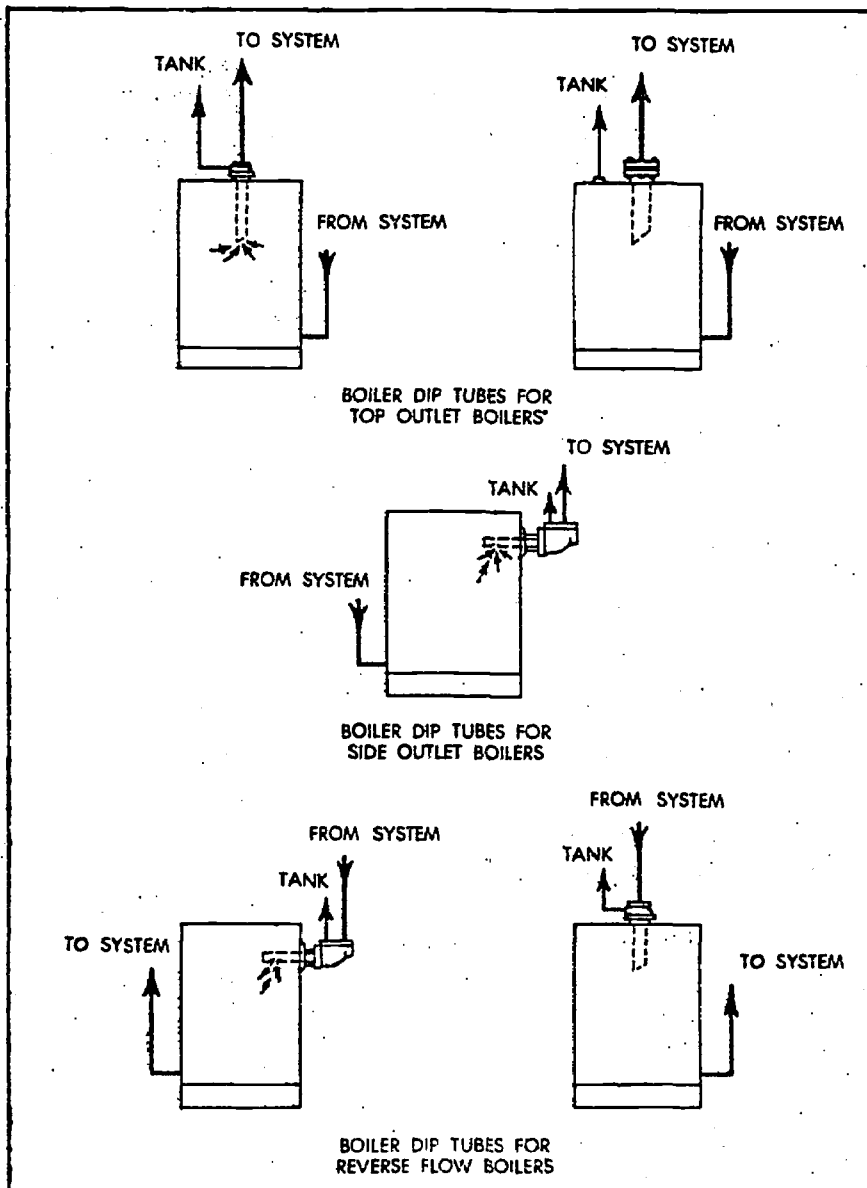 TO SYSTEM
TANK
FROM SYSTEM
TO SYSTEM
TANK
FROM SYSTEM
BOILER DIP TUBES FOR
TOP OUTLET BOILERS
TO SYSTEM
TANK
FROM SYSTEM
BOILER DIP TUBES FOR
SIDE OUTLET BOILERS
FROM SYSTEM
TANK
TO SYSTEM
FROM SYSTEM
TANK
TO SYSTEM
BOILER DIP TUBES FOR
REVERSE FLOW BOILERS